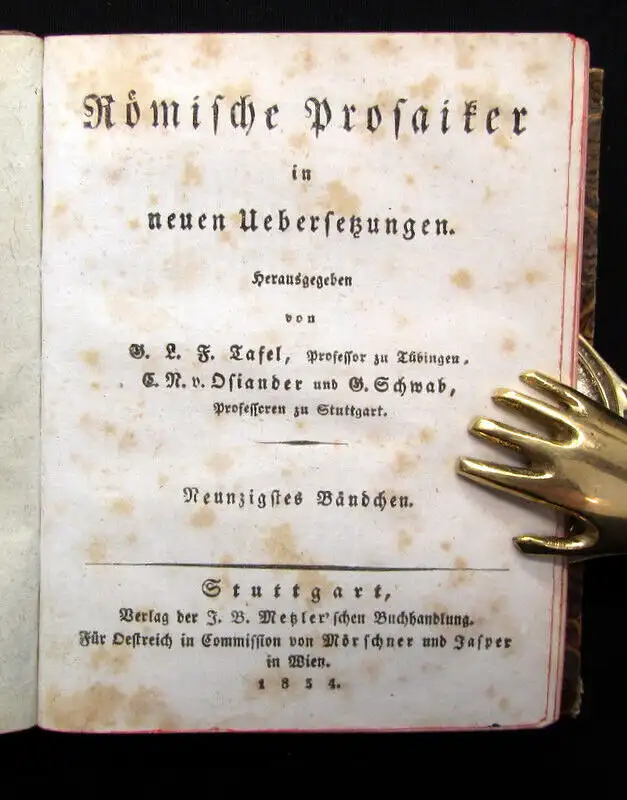 Römische Prosaiker
in
neuen Uebersetzungen.
Herausgegeben
von
G. L. F. Tafel, Professor zu Tübingen,
C. N. v. Osiander und G. Schwab,
Professoren zu Stuttgart.
Neunzigstes Bändchen.
Stuttgart,
Verlag der J. B. Metzler'schen Buchhandlung.
Für Oestreich in Commission von Mörschner und Jasper
in Wien.
1834.